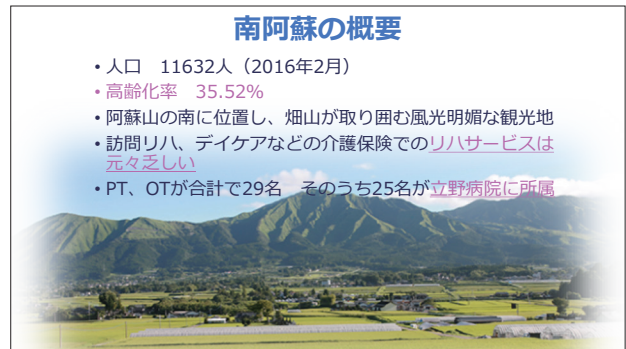 南阿蘇の概要
• 人口　11632人（2016年2月）
• 高齢化率　35.52%
• 阿蘇山の南に位置し、畑山が取り囲む風光明媚な観光地
• 訪問リハ、デイケアなどの介護保険でのリハサービスは
元々乏しい
• PT、OTが合計で29名　そのうち25名が立野病院に所属